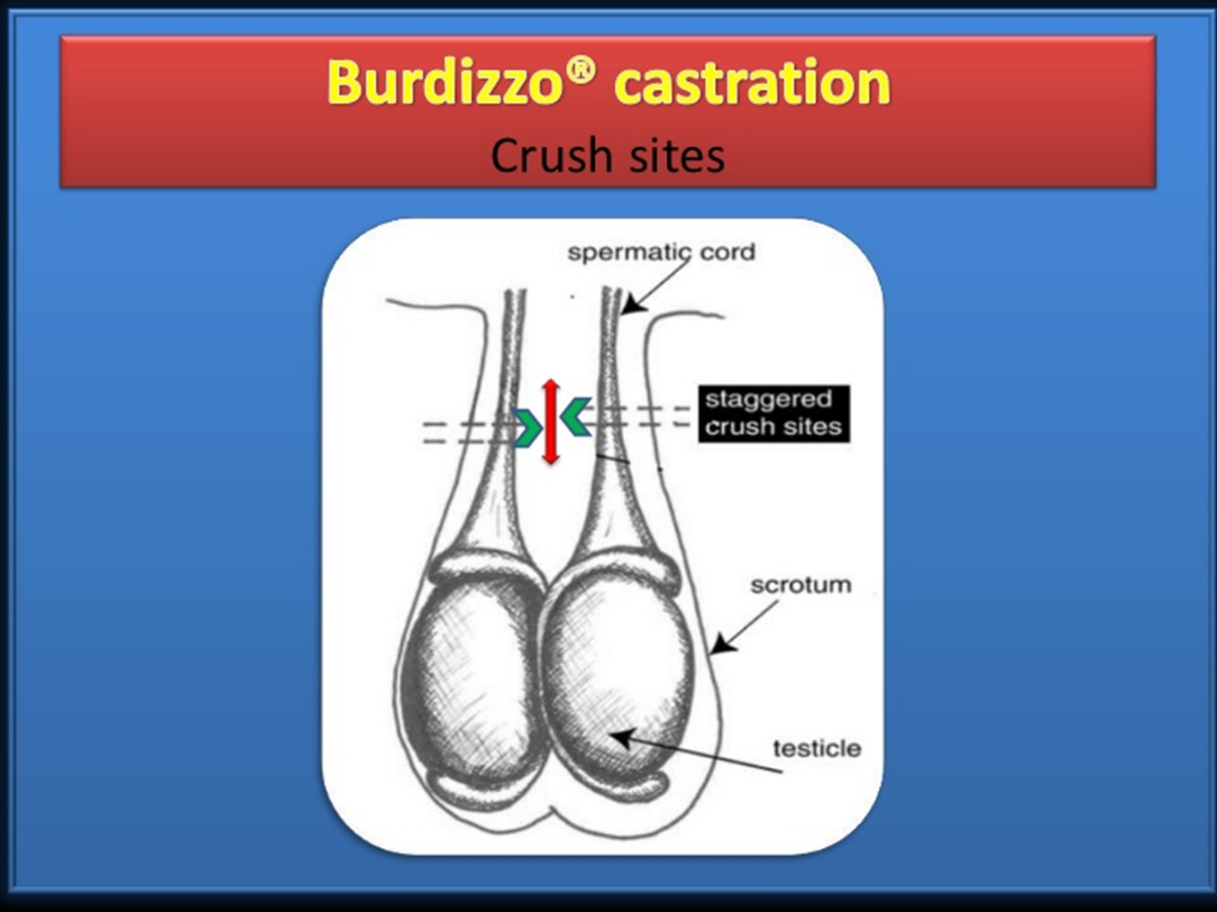 Burdizzo® castration
Crush sites
spermatic cord
staggered
crush sites
scrotum
testicle